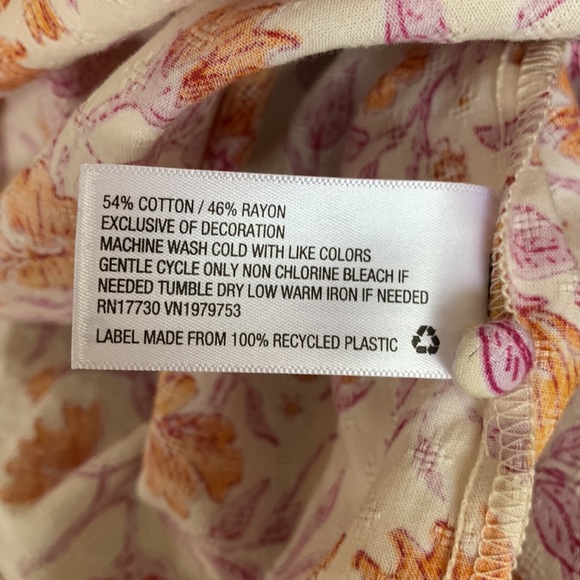 54% COTTON / 46% RAYON
EXCLUSIVE OF DECORATION
MACHINE WASH COLD WITH LIKE COLORS
GENTLE CYCLE ONLY NON CHLORINE BLEACH IF
NEEDED TUMBLE DRY LOW WARM IRON IF NEEDED
RN17730 VN1979753
LABEL MADE FROM 100% RECYCLED PLASTIC